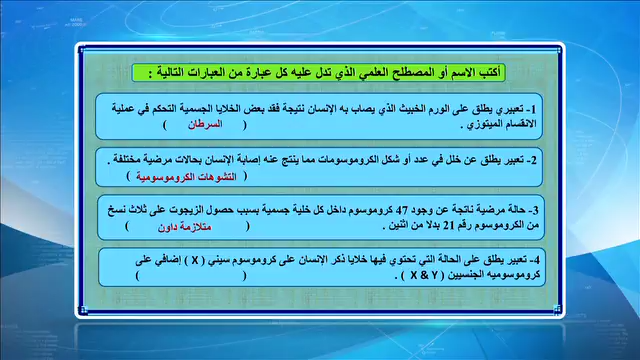 أكتب الاسم أو المصطلح العلمي الذي تدل عليه كل عبارة من العبارات التالية :
1- تعبيري يطلق على الورم الخبيث الذي يصاب به الإنسان نتيجة فقد بعض الخلايا الجسمية التحكم في عملية
الانقسام الميتوزي . ( السرطان )
2- تعبير يطلق عن خلل في عدد أو شكل الكروموسومات مما ينتج عنه إصابة الإنسان بحالات مرضية مختلفة .
( التشوهات الكروموسومية )
3- حالة مرضية ناتجة عن وجود 47 كروموسوم داخل كل خلية جسمية بسبب حصول الزيجوت على ثلاث نسخ
من الكروموسوم رقم 21 بدلا من اثنين . ( متلازمة داون )
4- تعبير يطلق على الحالة التي تحتوي فيها خلايا ذكر الإنسان على كروموسوم سيني ( X ) إضافي على
كروموسوميه الجنسيين ( X & Y ) . ( )